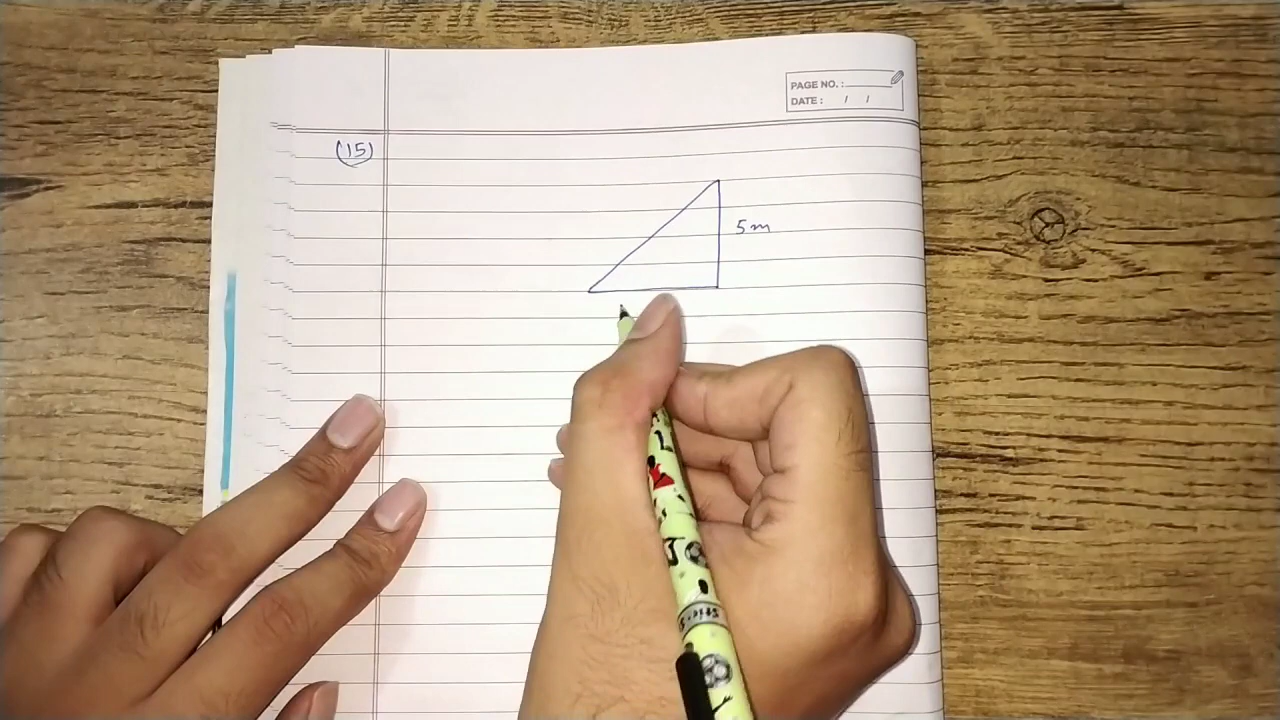 PAGE NO. :
DATE : / /
(15)
5m